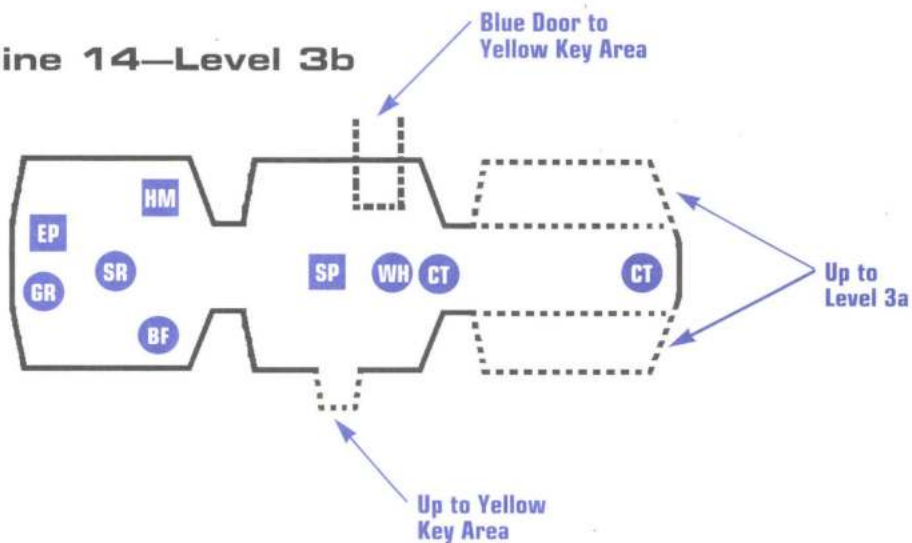 Blue Door to
Yellow Key Area
ine 14—Level 3b
HM
EP
SR
GR
BF
SP
WH
CT
CT
Up to
Level 3a
Up to Yellow
Key Area